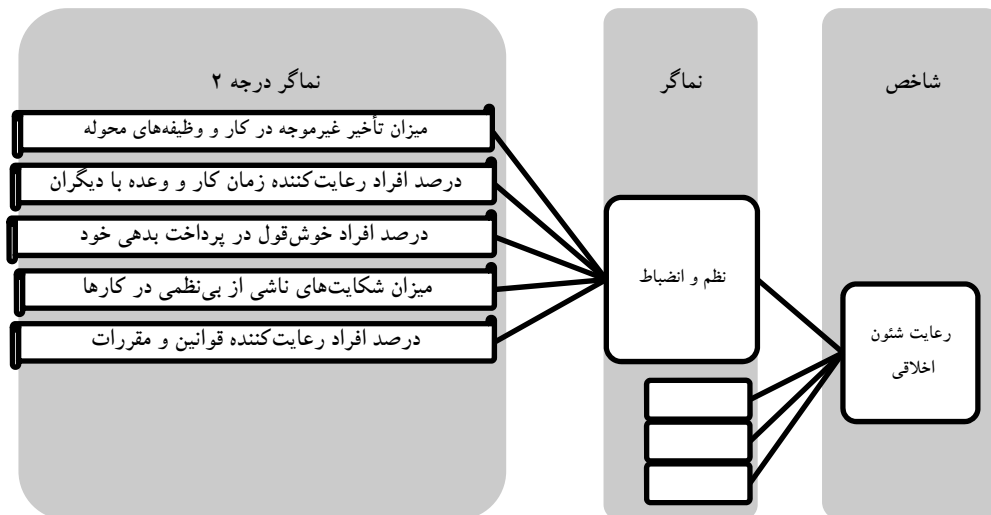 شاخص
نماگر
نماگر درجه ۲
رعایت شئون
اخلاقی
نظم و انضباط
میزان تأخیر غیرموجه در کار و وظیفه‌های محوله
درصد افراد رعایت‌کننده زمان کار و وعده با دیگران
درصد افراد خوش‌قول در پرداخت بدهی خود
میزان شکایت‌های ناشی از بی‌نظمی در کارها
درصد افراد رعایت‌کننده قوانین و مقررات